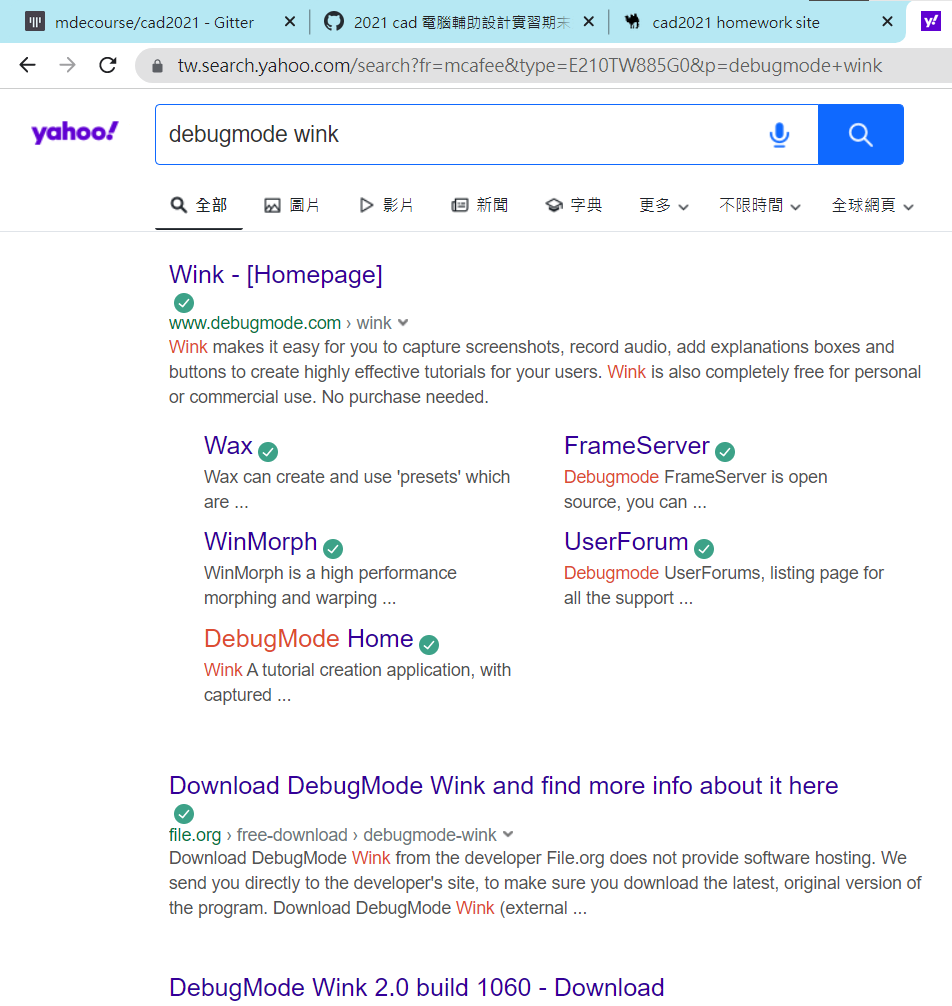 mdecourse/cad2021 - Gitter
2021 cad 電腦輔助設計實習期末
cad2021 homework site
y!
tw.search.yahoo.com/search?fr=mcafee&type=E210TW885G0&p=debugmode+wink
yahoo!
debugmode wink
全部 圖片 影片 新聞 字典 更多 不限時間 全球網頁
Wink - [Homepage]
www.debugmode.com › wink
Wink makes it easy for you to capture screenshots, record audio, add explanations boxes and
buttons to create highly effective tutorials for your users. Wink is also completely free for personal
or commercial use. No purchase needed.
Wax
Wax can create and use 'presets' which
are ...
FrameServer
Debugmode FrameServer is open
source, you can ...
WinMorph
WinMorph is a high performance
morphing and warping ...
UserForum
Debugmode UserForums, listing page for
all the support ...
DebugMode Home
Wink A tutorial creation application, with
captured ...
Download DebugMode Wink and find more info about it here
file.org › free-download › debugmode-wink
Download DebugMode Wink from the developer File.org does not provide software hosting. We
send you directly to the developer's site, to make sure you download the latest, original version of
the program. Download DebugMode Wink (external ...
DebugMode Wink 2.0 build 1060 - Download